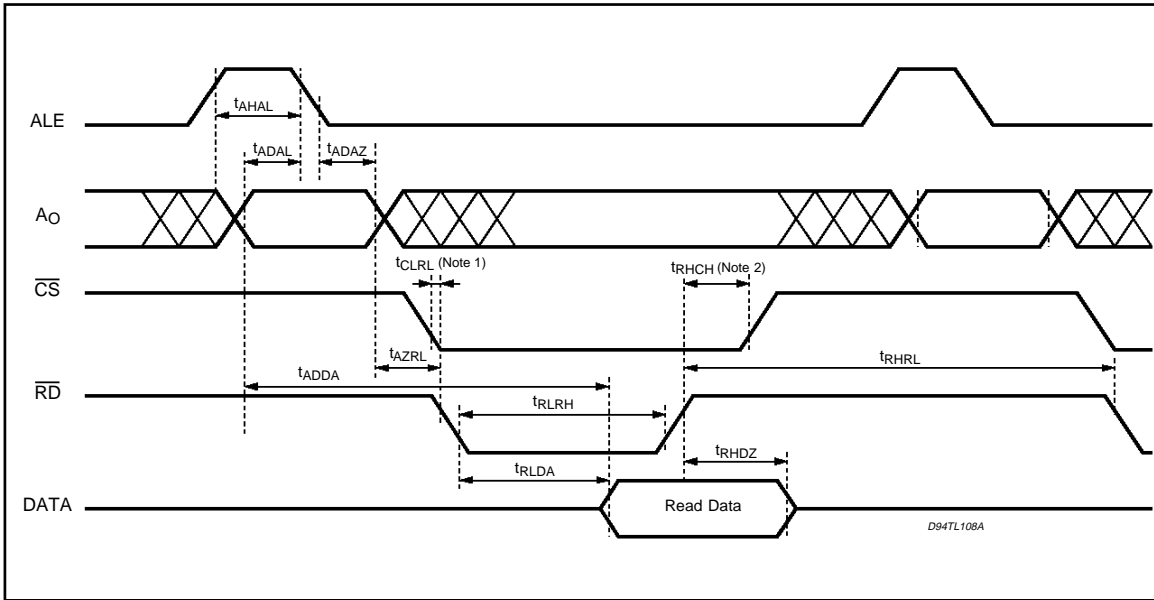 ALE
tAHAL
tADAL
tADAZ
AO
tCLRL (Note 1)
tRHCH (Note 2)
CS
tAZRL
tRHRL
tADDA
RD
tRLRH
tRHDZ
tRLDA
DATA
Read Data
D94TL108A